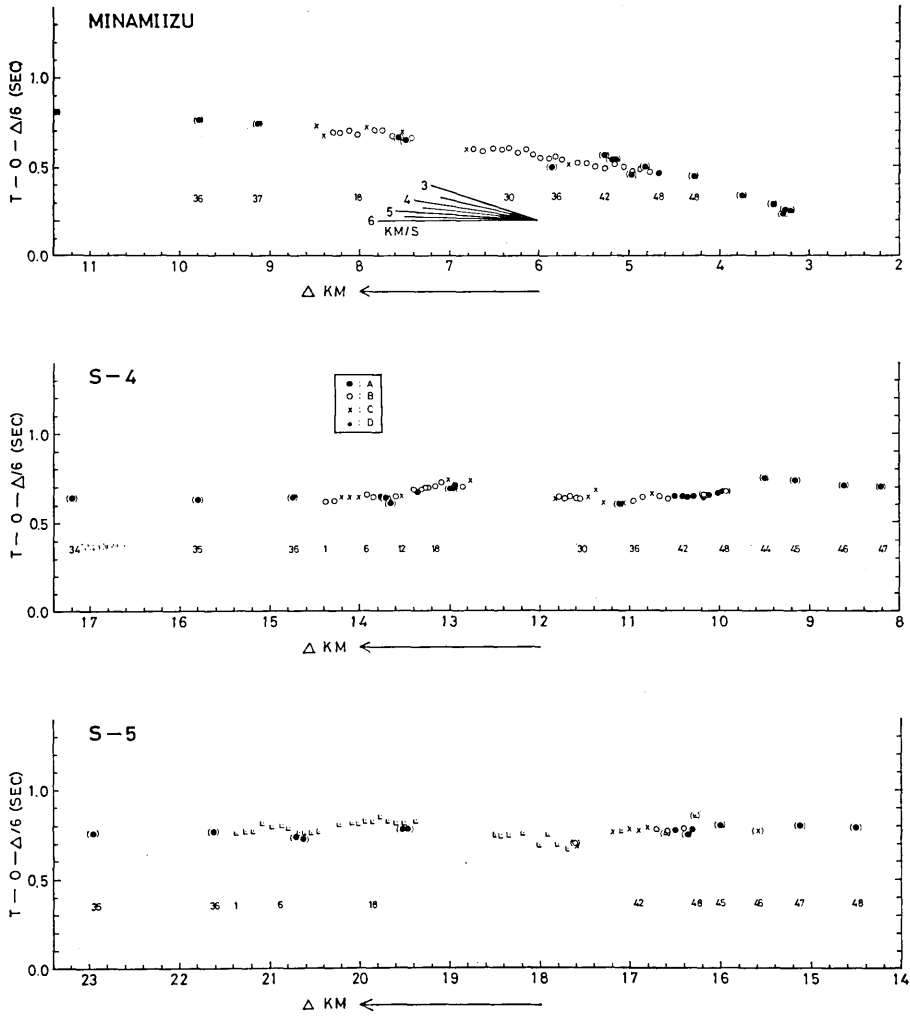 MINAMIIZU
T — O — Δ/6 (SEC)
1.0
0.5
0.0
36 37 18 30 36 42 48 48
3
4
5
6
KM/S
11 10 9 8 7 6 5 4 3 2
Δ KM
S—4
● : A
○ : B
x : C
• : D
T — O — Δ/6 (SEC)
1.0
0.5
0.0
34 35 36 1 6 12 18 30 36 42 48 44 45 46 47
17 16 15 14 13 12 11 10 9 8
Δ KM
S—5
T — O — Δ/6 (SEC)
1.0
0.5
0.0
35 36 1 6 18 42 48 45 46 47 48
23 22 21 20 19 18 17 16 15 14
Δ KM